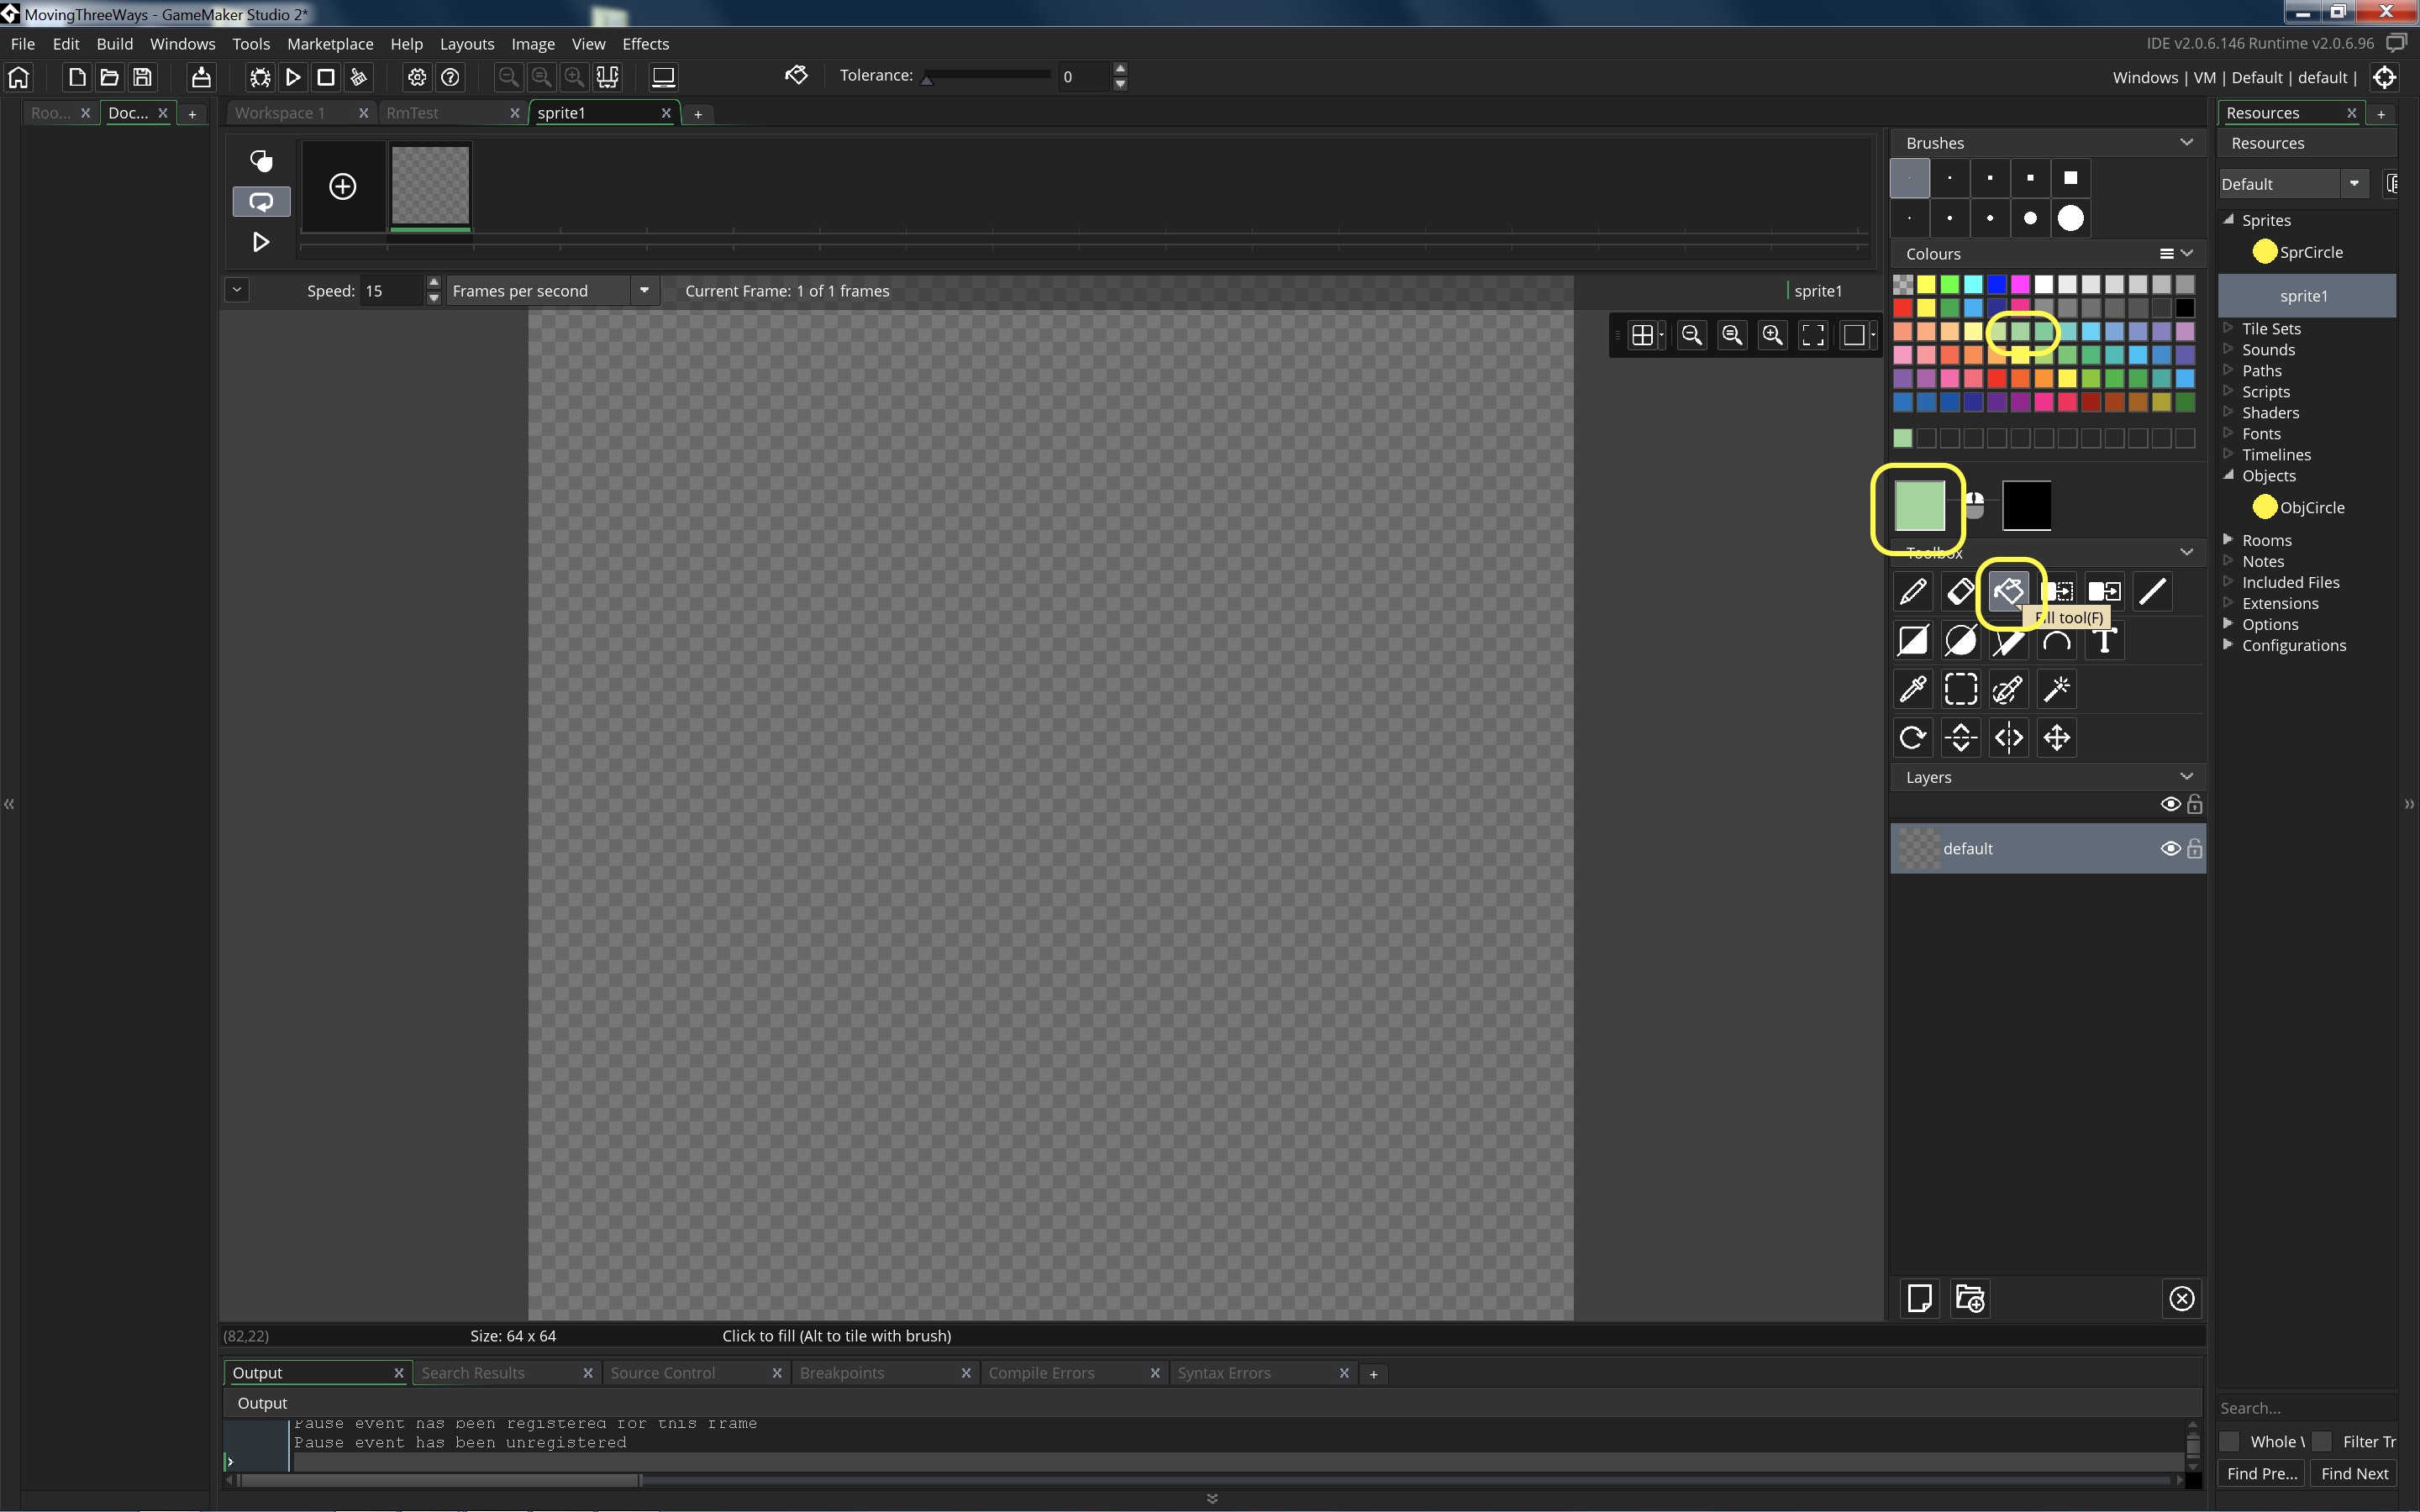 MovingThreeWays - GameMaker Studio 2*
File Edit Build Windows Tools Marketplace Help Layouts Image View Effects
IDE v2.0.6.146 Runtime v2.0.6.96
Tolerance: 0
Windows | VM | Default | default |
Roo... X Doc... X +
Workspace 1 X RmTest X sprite1 X +
Speed: 15 Frames per second Current Frame: 1 of 1 frames
sprite1
Brushes
Colours
Toolbox
Fill tool(F)
T
Layers
default
Resources X +
Resources
Default
Sprites
SprCircle
sprite1
Tile Sets
Sounds
Paths
Scripts
Shaders
Fonts
Timelines
Objects
ObjCircle
Rooms
Notes
Included Files
Extensions
Options
Configurations
(82,22) Size: 64 x 64 Click to fill (Alt to tile with brush)
Output X Search Results X Source Control X Breakpoints X Compile Errors X Syntax Errors X +
Output
Pause event has been registered for this frame
Pause event has been unregistered
Search...
Whole Filter Tr
Find Pre... Find Next